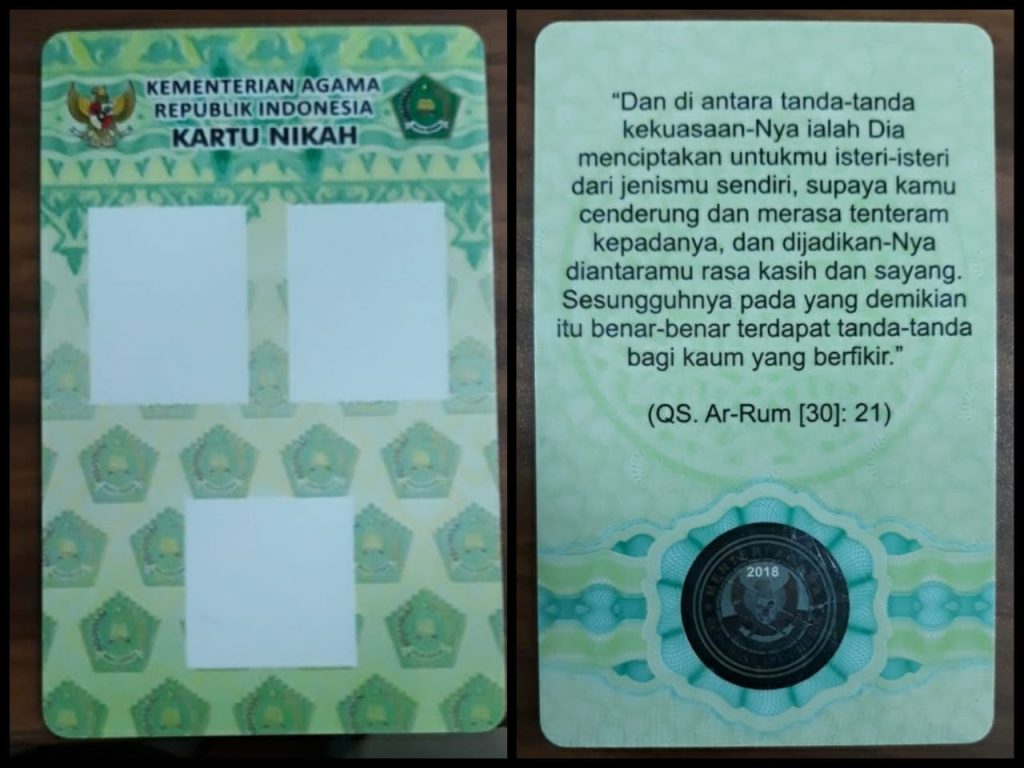 KEMENTERIAN AGAMA
REPUBLIK INDONESIA
KARTU NIKAH
“Dan di antara tanda-tanda
kekuasaan-Nya ialah Dia
menciptakan untukmu isteri-isteri
dari jenismu sendiri, supaya kamu
cenderung dan merasa tenteram
kepadanya, dan dijadikan-Nya
diantaramu rasa kasih dan sayang.
Sesungguhnya pada yang demikian
itu benar-benar terdapat tanda-tanda
bagi kaum yang berfikir.”
(QS. Ar-Rum [30]: 21)
2018